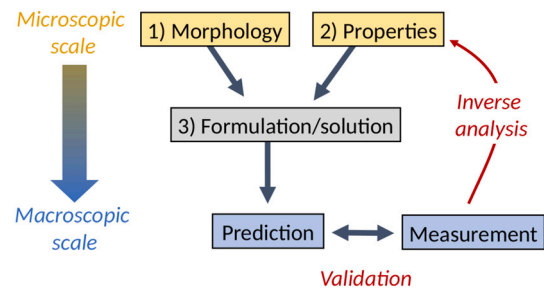 Microscopic
scale
1) Morphology
2) Properties
Inverse
analysis
3) Formulation/solution
Macroscopic
scale
Prediction
Measurement
Validation